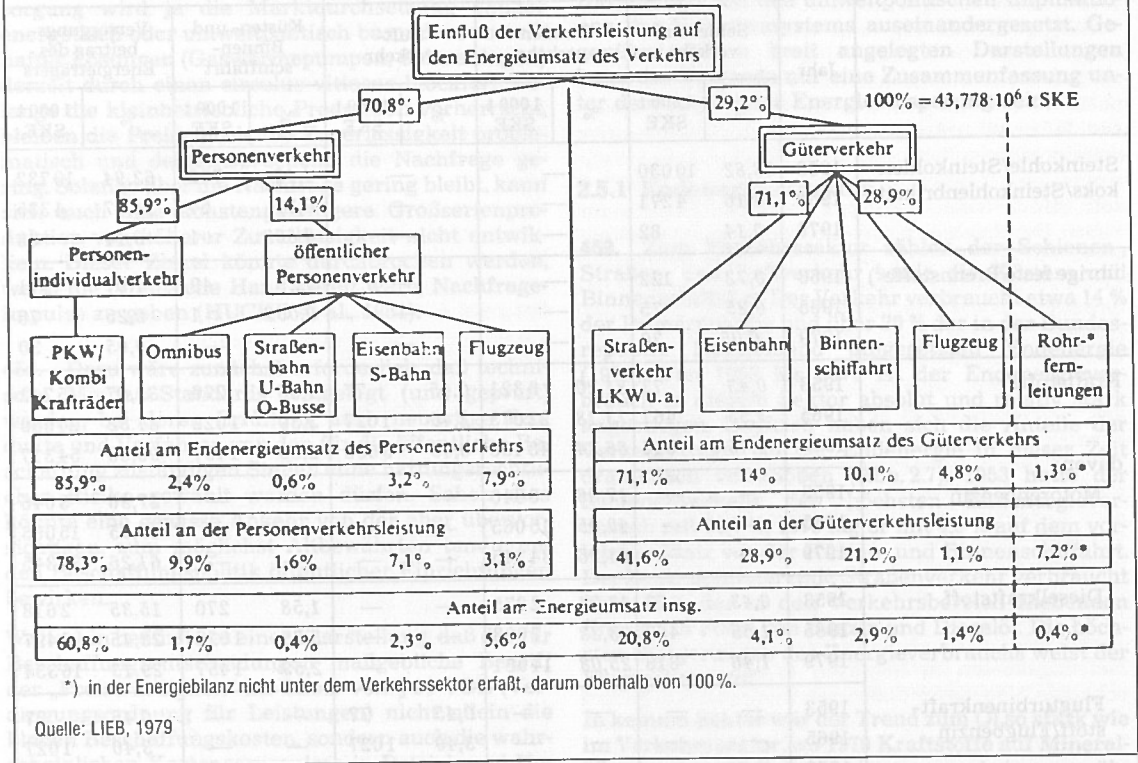 Einfluß der Verkehrsleistung auf
den Energieumsatz des Verkehrs
70,8%
29,2%
100% = 43,778·10⁶ t SKE
Personenverkehr
Güterverkehr
85,9%
14,1%
71,1%
28,9%
Personen-
individualverkehr
öffentlicher
Personenverkehr
PKW/
Kombi
Krafträder
Omnibus
Straßen-
bahn
U-Bahn
O-Busse
Eisenbahn
S-Bahn
Flugzeug
Straßen-
verkehr
LKW u. a.
Eisenbahn
Binnen-
schiffahrt
Flugzeug
Rohr-*
fern-
leitungen
Anteil am Endenergieumsatz des Personenverkehrs
85,9% 2,4% 0,6% 3,2% 7,9%
Anteil am Endenergieumsatz des Güterverkehrs
71,1% 14% 10,1% 4,8% 1,3%*
Anteil an der Personenverkehrsleistung
78,3% 9,9% 1,6% 7,1% 3,1%
Anteil an der Güterverkehrsleistung
41,6% 28,9% 21,2% 1,1% 7,2%*
Anteil am Energieumsatz insg.
60,8% 1,7% 0,4% 2,3% 5,6% 20,8% 4,1% 2,9% 1,4% 0,4%*
*) in der Energiebilanz nicht unter dem Verkehrssektor erfaßt, darum oberhalb von 100%.
Quelle: LIEB, 1979